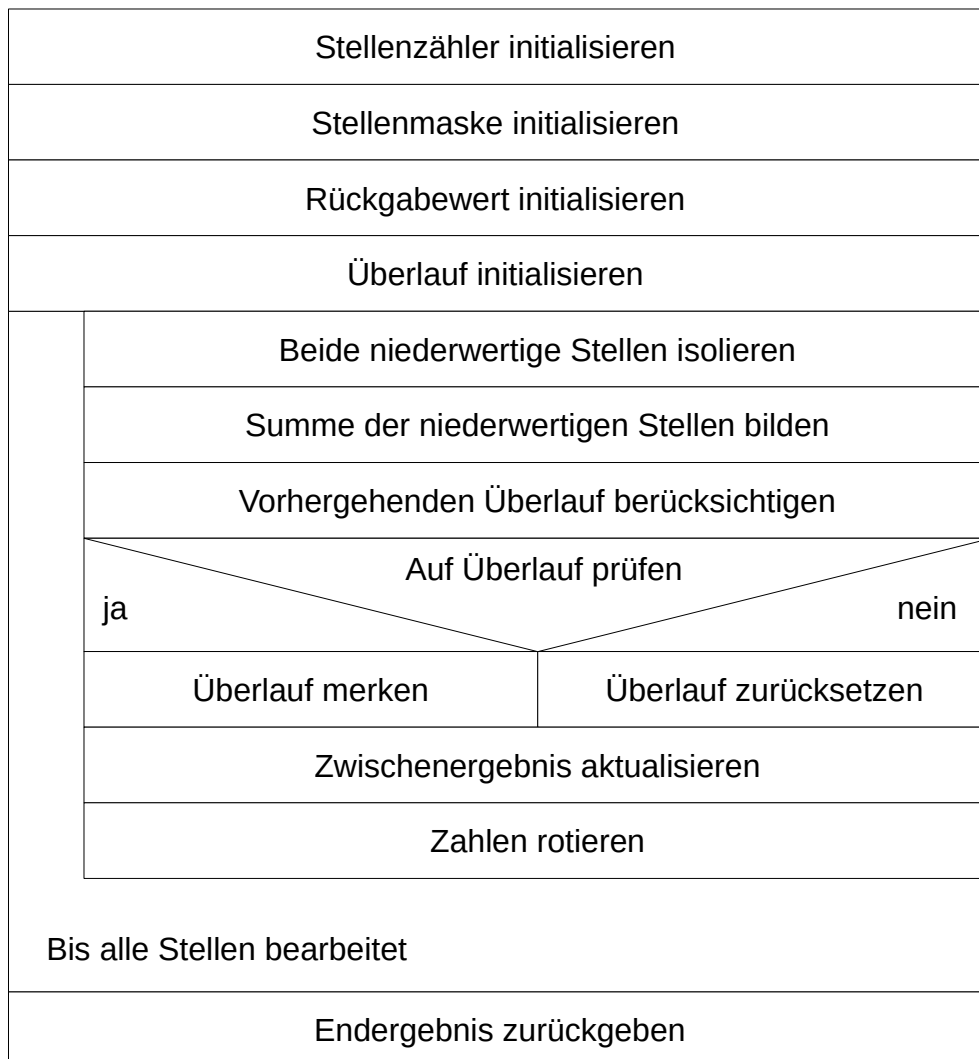 Stellenzähler initialisieren
Stellenmaske initialisieren
Rückgabewert initialisieren
Überlauf initialisieren
Beide niederwertige Stellen isolieren
Summe der niederwertigen Stellen bilden
Vorhergehenden Überlauf berücksichtigen
Auf Überlauf prüfen
ja
nein
Überlauf merken
Überlauf zurücksetzen
Zwischenergebnis aktualisieren
Zahlen rotieren
Bis alle Stellen bearbeitet
Endergebnis zurückgeben